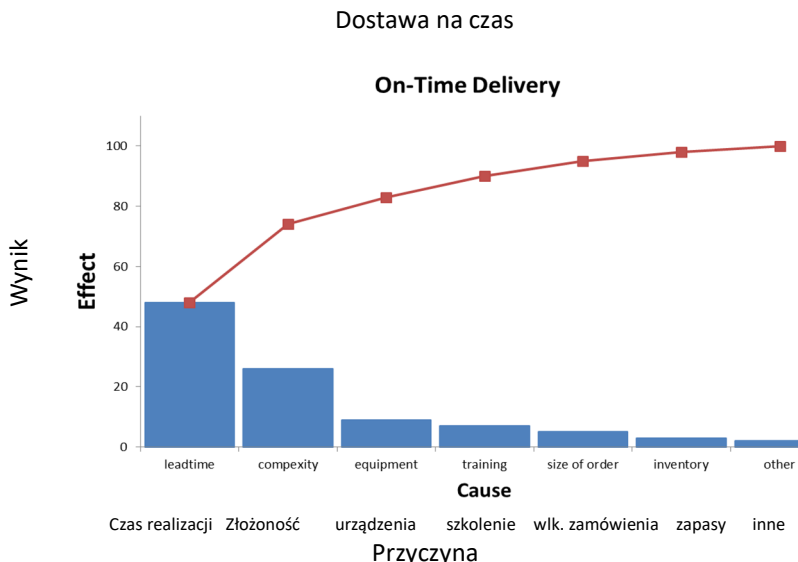 Dostawa na czas
On-Time Delivery
100
80
60
40
20
0
Wynik
Effect
leadtime compexity equipment training size of order inventory other
Cause
Czas realizacji Złożoność urządzenia szkolenie wlk. zamówienia zapasy inne
Przyczyna